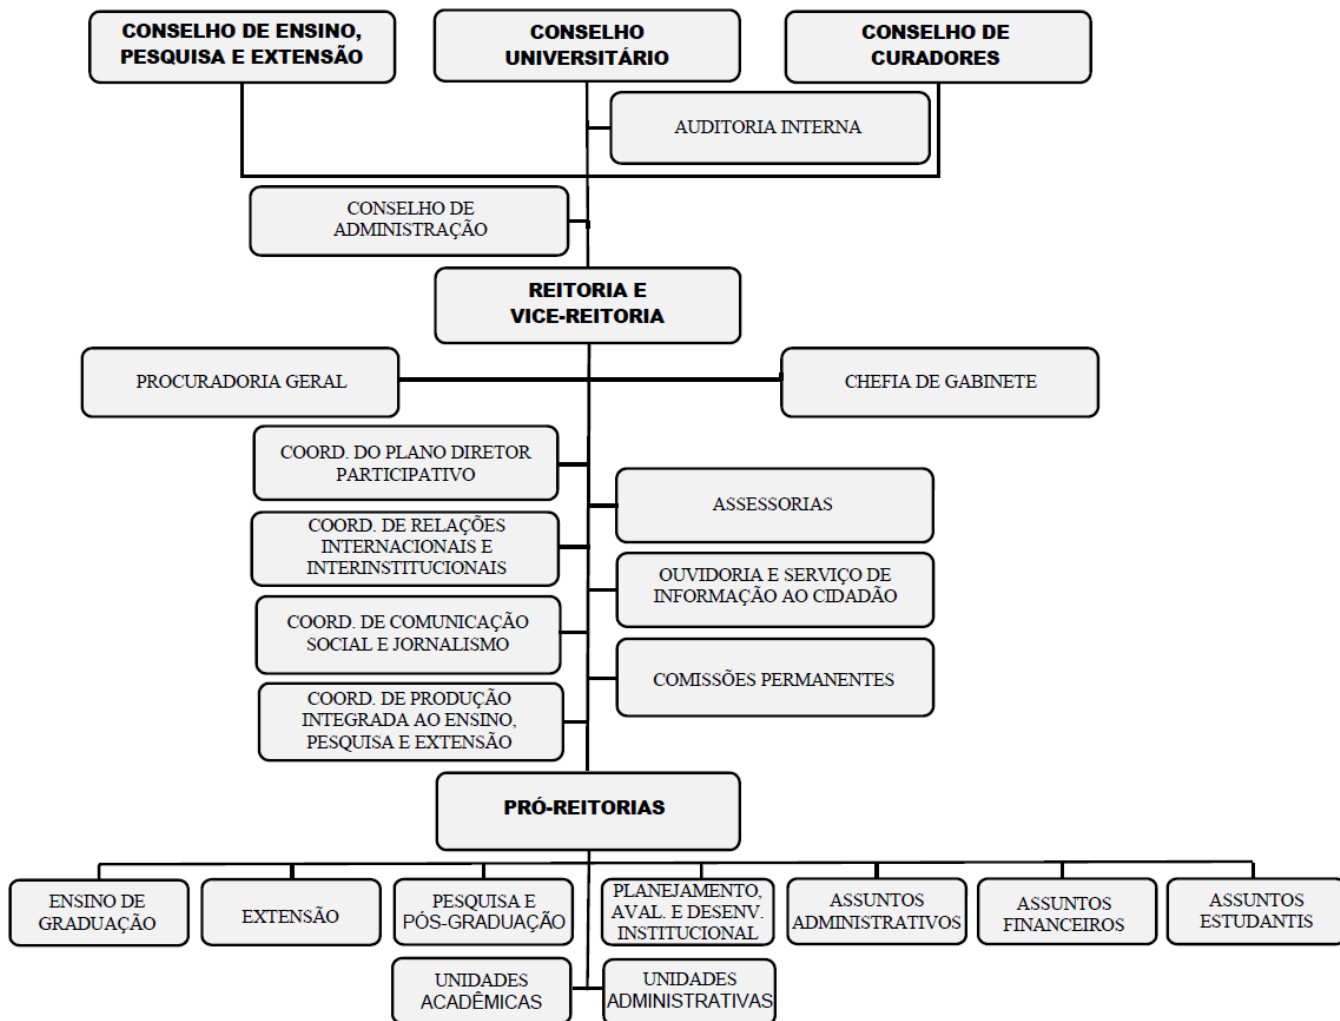 CONSELHO DE ENSINO,
PESQUISA E EXTENSÃO
CONSELHO
UNIVERSITÁRIO
CONSELHO DE
CURADORES
AUDITORIA INTERNA
CONSELHO DE
ADMINISTRAÇÃO
REITORIA E
VICE-REITORIA
PROCURADORIA GERAL
CHEFIA DE GABINETE
COORD. DO PLANO DIRETOR
PARTICIPATIVO
ASSESSORIAS
COORD. DE RELAÇÕES
INTERNACIONAIS E
INTERINSTITUCIONAIS
OUVIDORIA E SERVIÇO DE
INFORMAÇÃO AO CIDADÃO
COORD. DE COMUNICAÇÃO
SOCIAL E JORNALISMO
COMISSÕES PERMANENTES
COORD. DE PRODUÇÃO
INTEGRADA AO ENSINO,
PESQUISA E EXTENSÃO
PRÓ-REITORIAS
ENSINO DE
GRADUAÇÃO
EXTENSÃO
PESQUISA E
PÓS-GRADUAÇÃO
PLANEJAMENTO,
AVAL. E DESENV.
INSTITUCIONAL
ASSUNTOS
ADMINISTRATIVOS
ASSUNTOS
FINANCEIROS
ASSUNTOS
ESTUDANTIS
UNIDADES
ACADÊMICAS
UNIDADES
ADMINISTRATIVAS